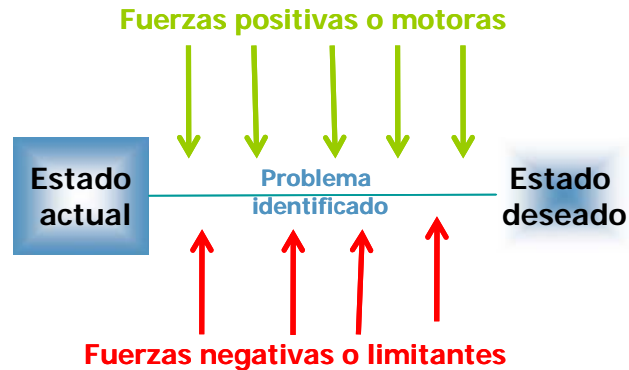 Fuerzas positivas o motoras
Estado
actual
Problema
identificado
Estado
deseado
Fuerzas negativas o limitantes